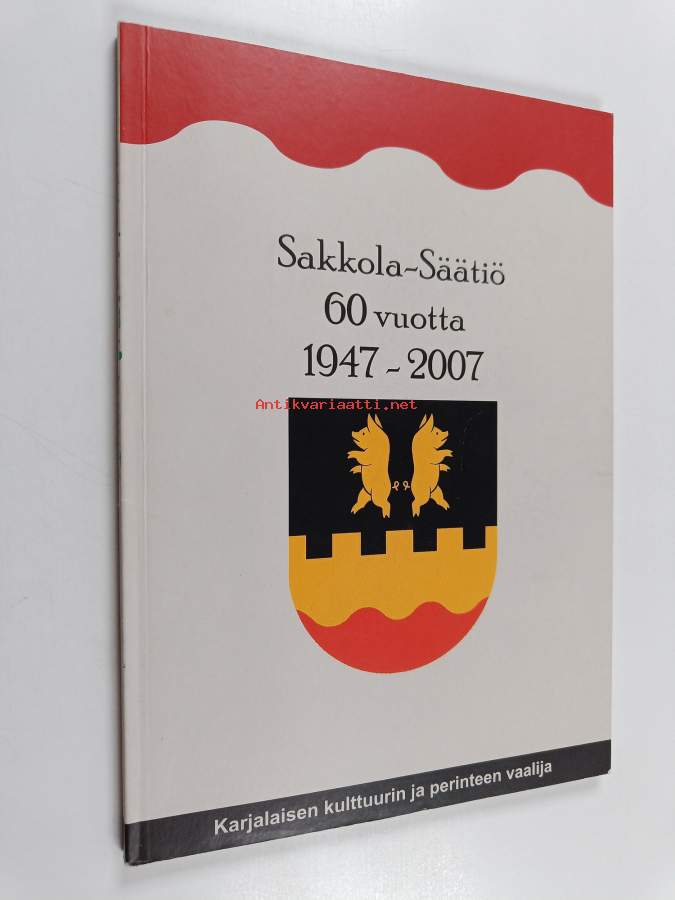 Sakkola-Säätiö
60 vuotta
1947 - 2007
Antikvariaatti.net
Karjalaisen kulttuurin ja perinteen vaalija